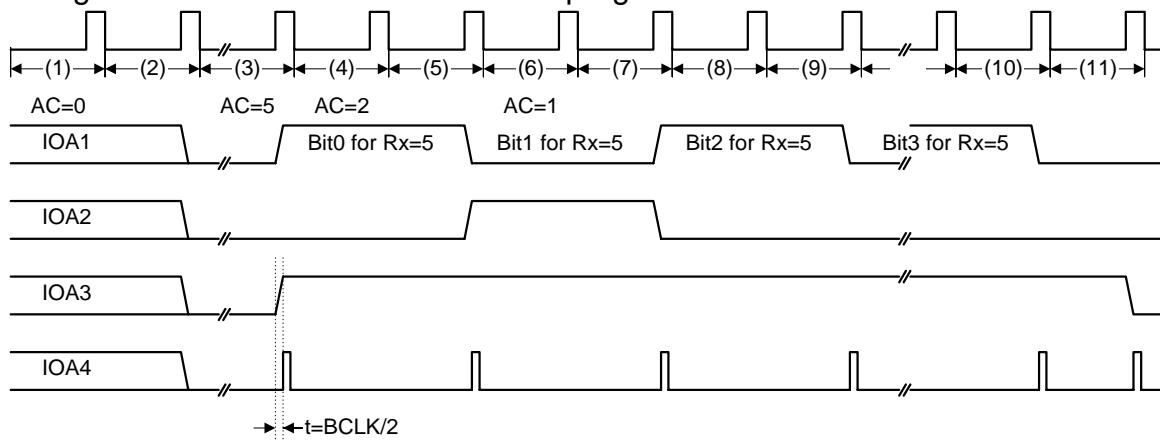 (1) (2) (3) (4) (5) (6) (7) (8) (9) (10) (11)
AC=0 AC=5 AC=2 AC=1
IOA1 Bit0 for Rx=5 Bit1 for Rx=5 Bit2 for Rx=5 Bit3 for Rx=5
IOA2
IOA3
IOA4
t=BCLK/2